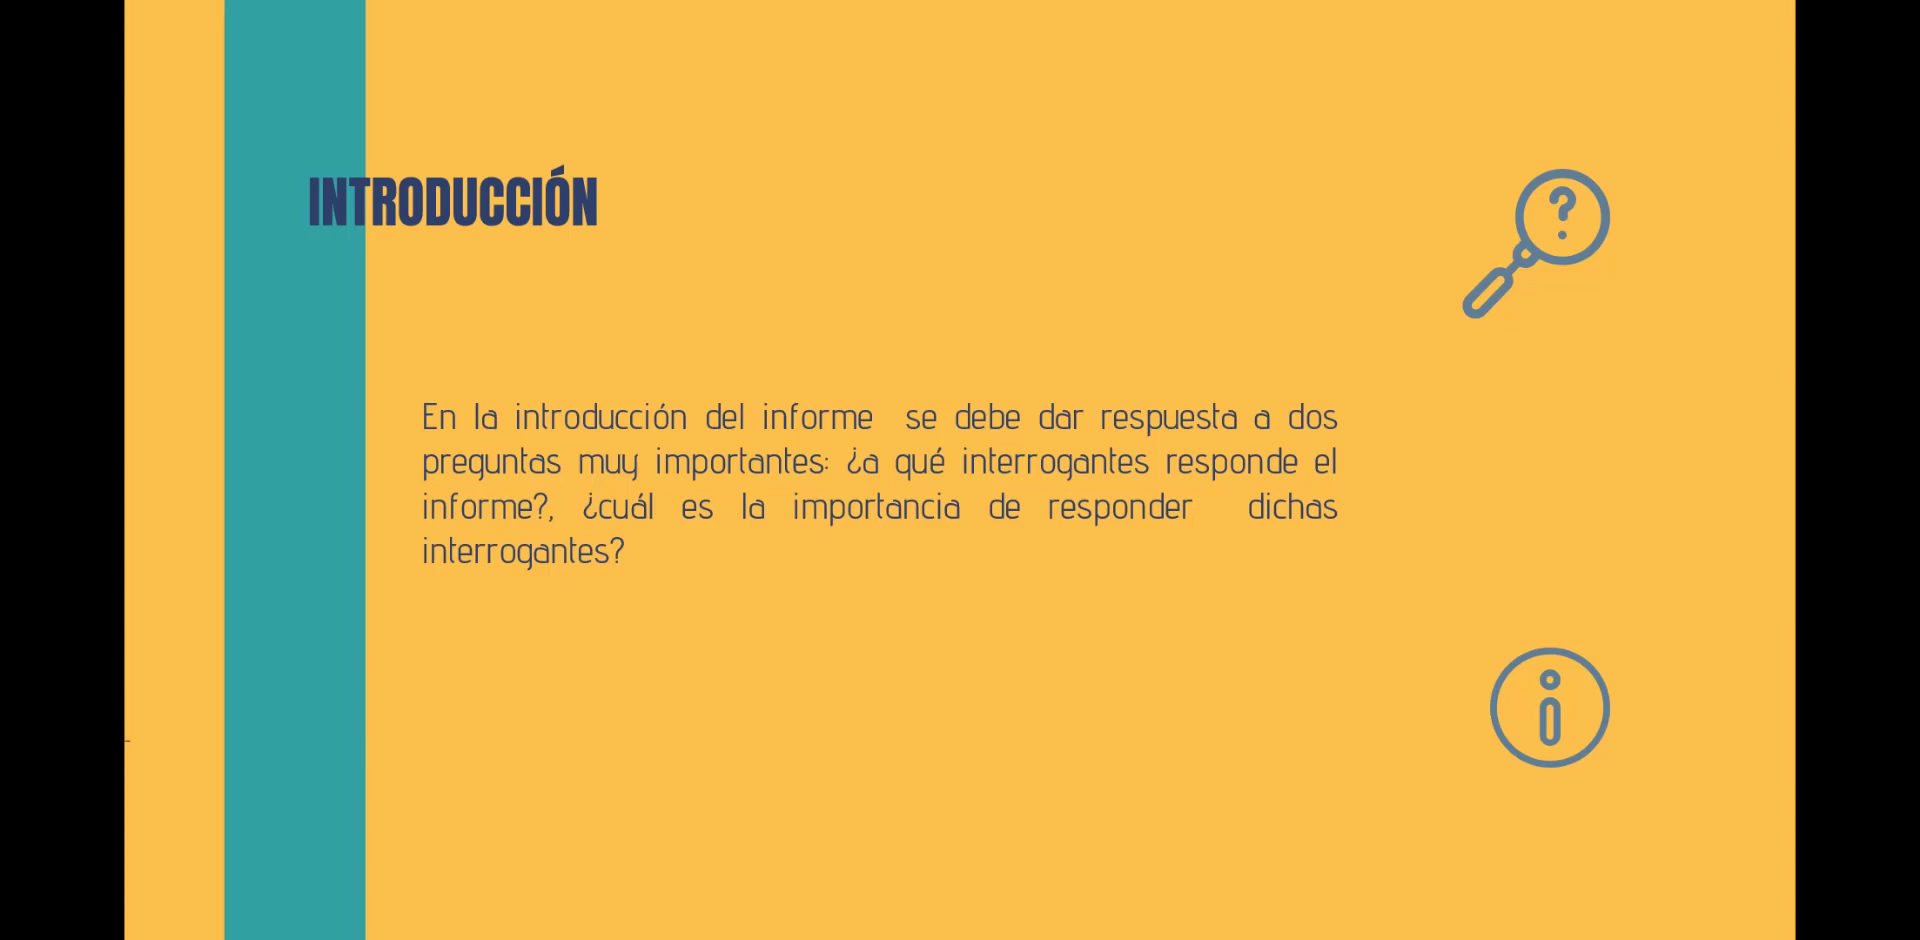 INTRODUCCIÓN
En la introducción del informe se debe dar respuesta a dos
preguntas muy importantes: ¿a qué interrogantes responde el
informe?, ¿cuál es la importancia de responder dichas
interrogantes?